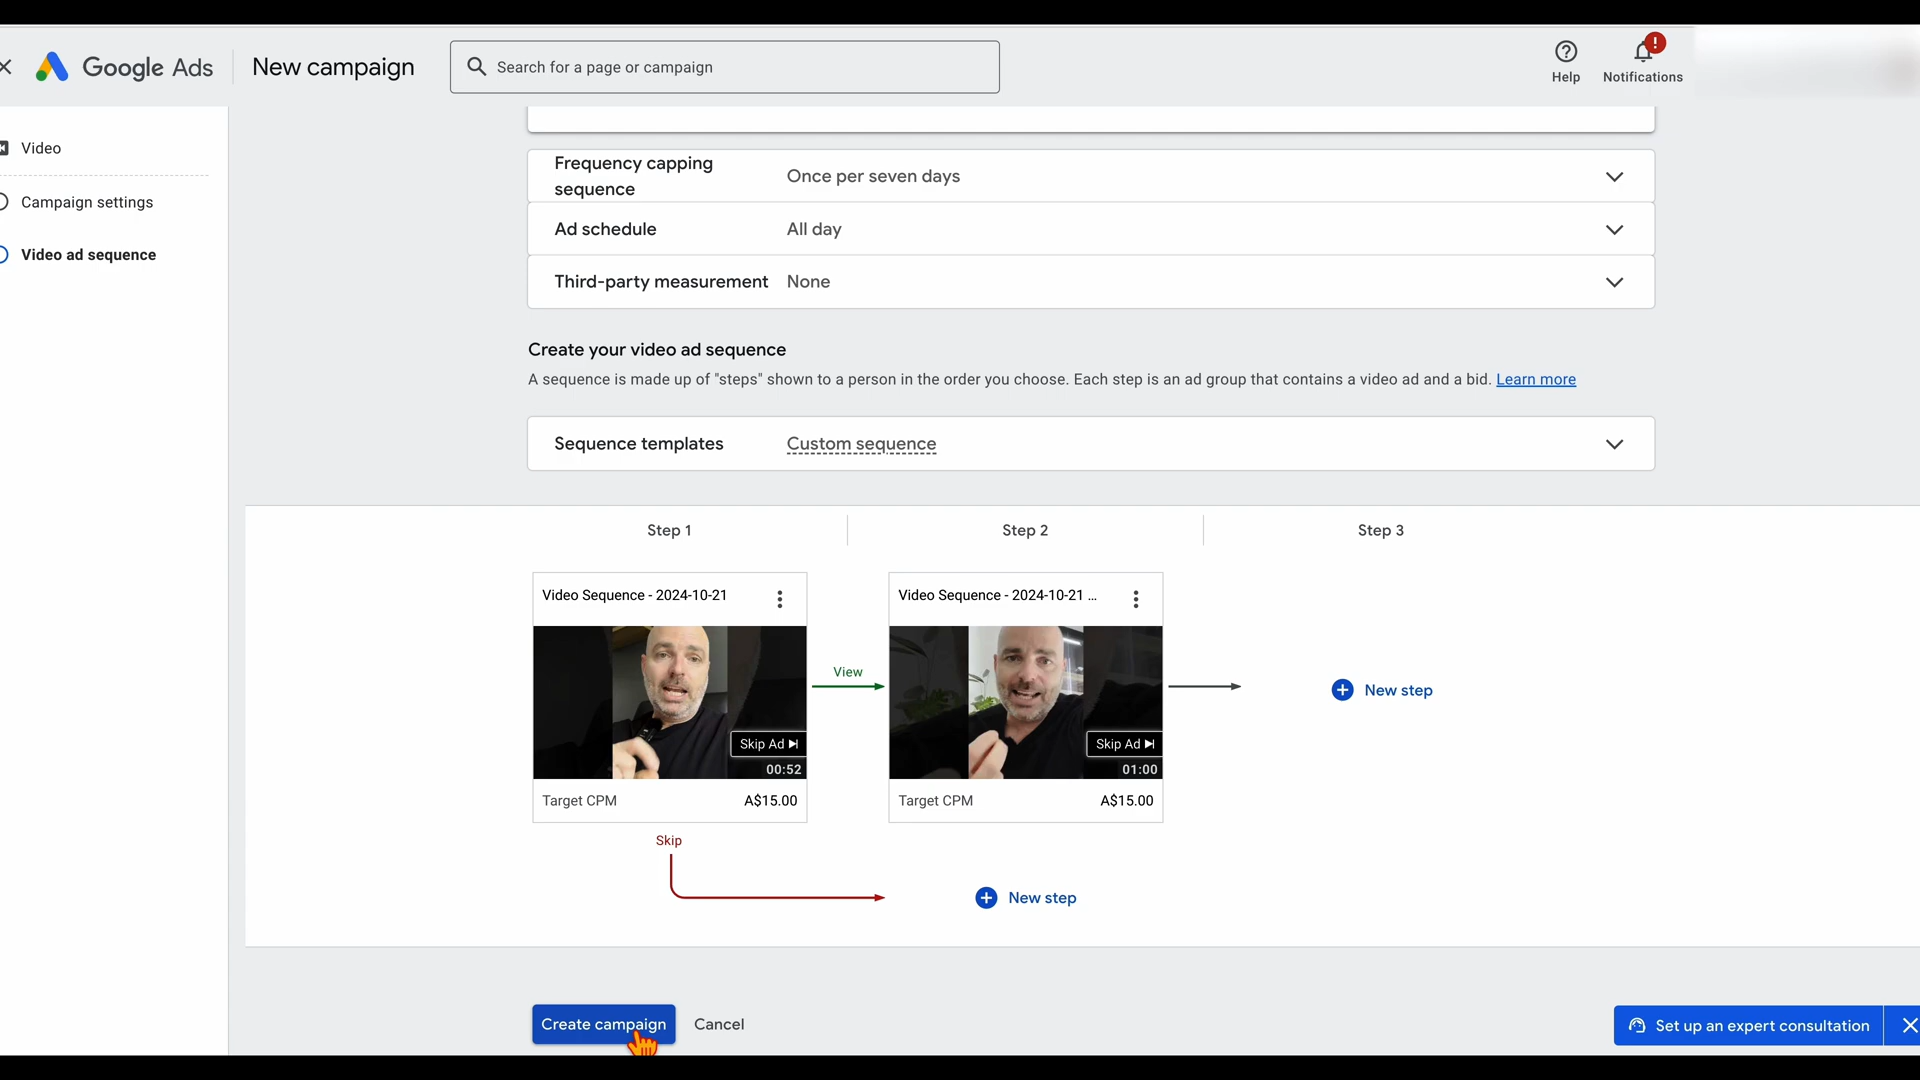 Google Ads
New campaign
Search for a page or campaign
Help
!
Notifications
Video
Campaign settings
Video ad sequence
Frequency capping
sequence
Once per seven days
Ad schedule
All day
Third-party measurement
None
Create your video ad sequence
A sequence is made up of "steps" shown to a person in the order you choose. Each step is an ad group that contains a video ad and a bid. Learn more
Sequence templates
Custom sequence
Step 1
Step 2
Step 3
Video Sequence - 2024-10-21
Skip Ad
00:52
Target CPM
A$15.00
View
Video Sequence - 2024-10-21 ...
Skip Ad
01:00
Target CPM
A$15.00
New step
Skip
New step
Create campaign
Cancel
Set up an expert consultation